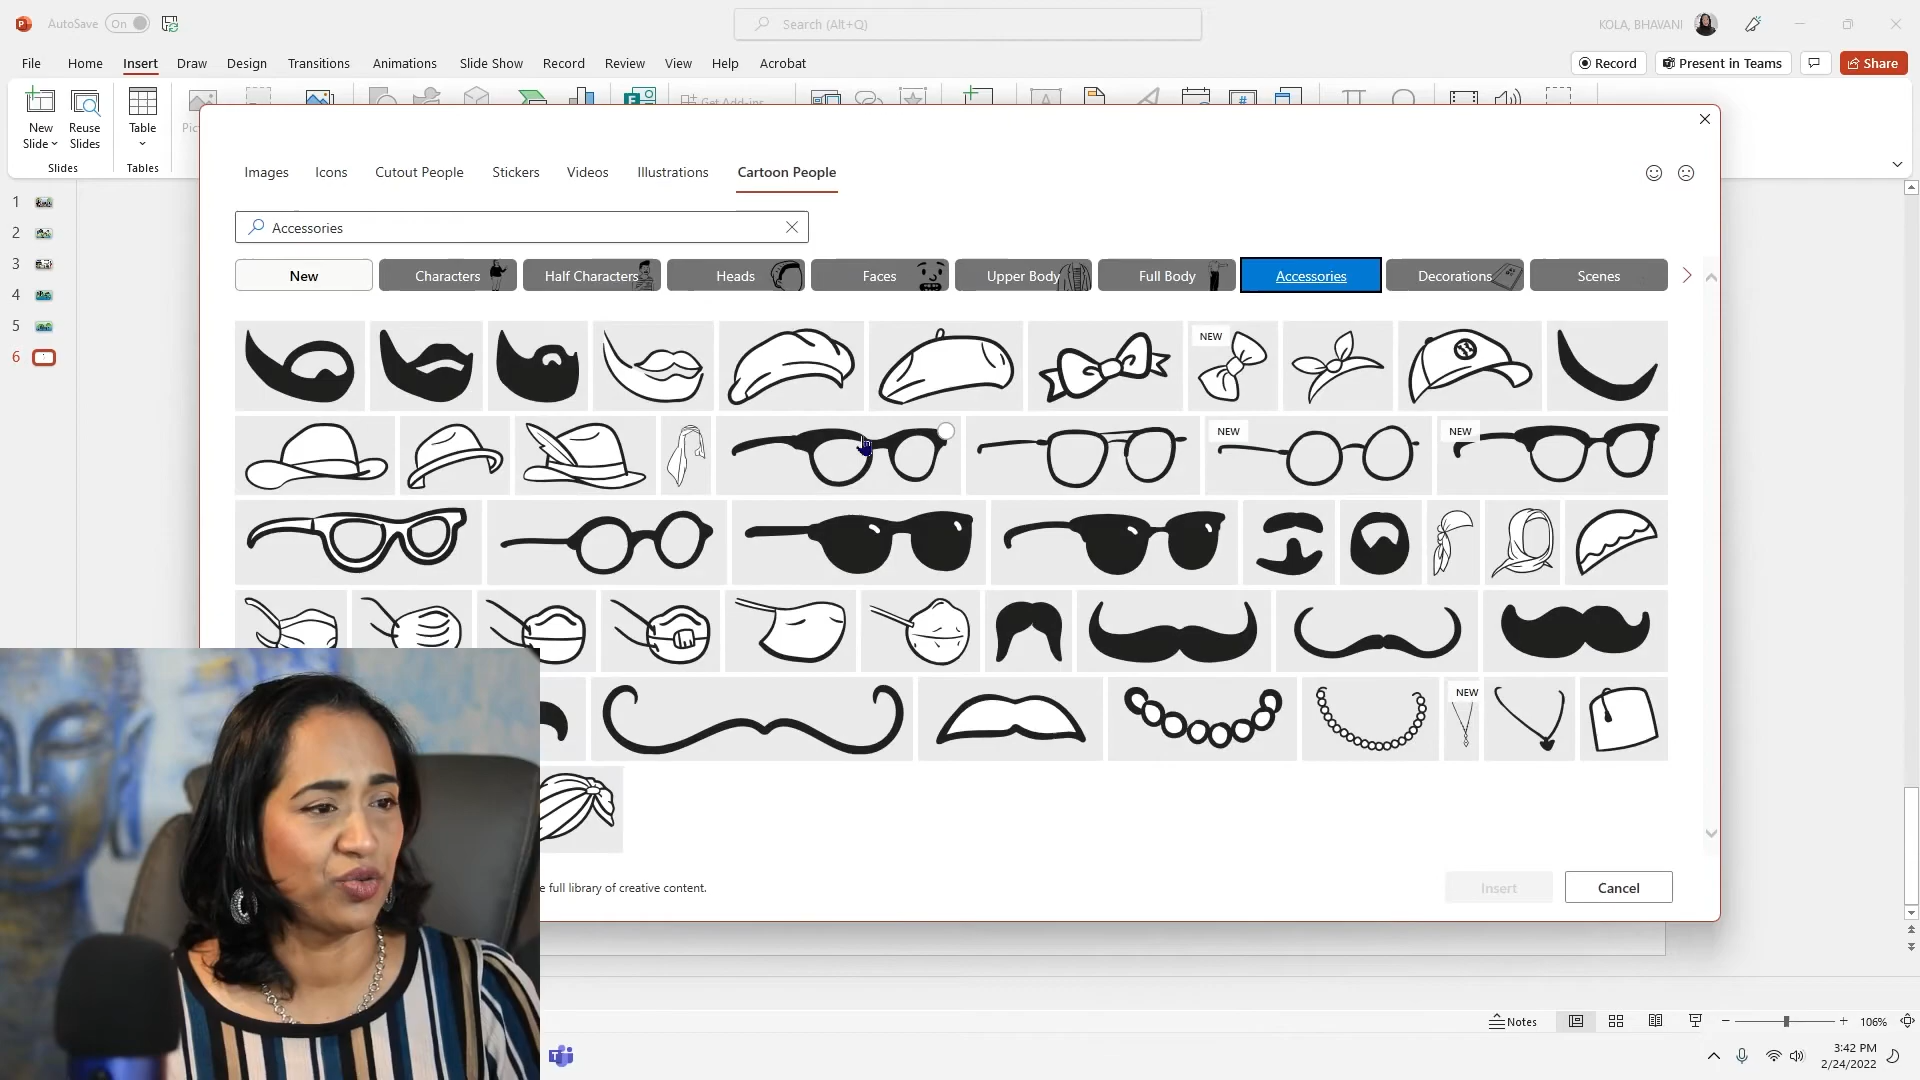 AutoSave On
Search (Alt+Q)
KOLA, BHAVANI
File Home Insert Draw Design Transitions Animations Slide Show Record Review View Help Acrobat
Record Present in Teams Share
New Slide
Reuse Slides
Table
Get Add-ins
Slides
Tables
Images Icons Cutout People Stickers Videos Illustrations Cartoon People
Accessories
New Characters Half Characters Heads Faces Upper Body Full Body Accessories Decorations Scenes
1
2
3
4
5
6
NEW
NEW
NEW
NEW
full library of creative content.
Insert Cancel
Notes
106%
3:42 PM
2/24/2022